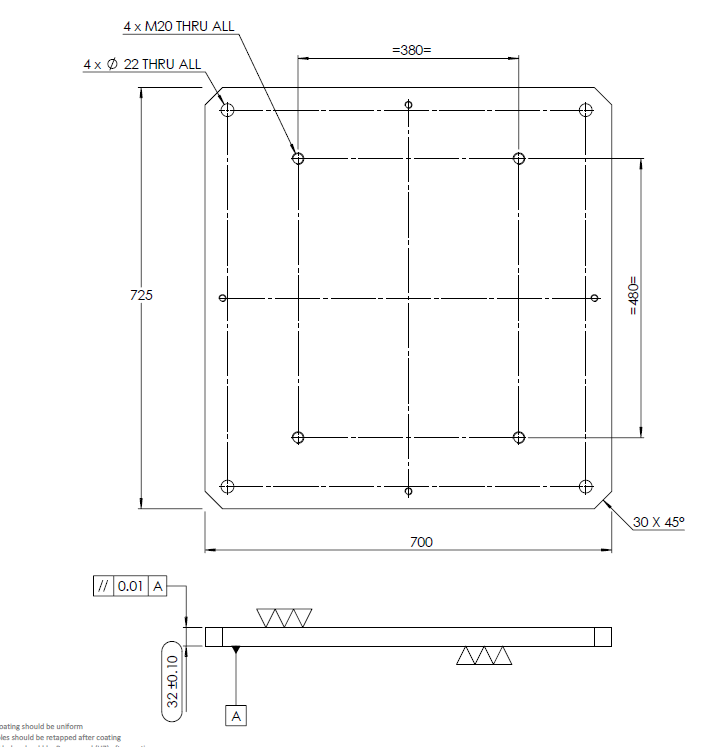 4 x M20 THRU ALL
=380=
4 x Ø 22 THRU ALL
725
=480=
30 X 45º
700
// 0.01 A
32 ±0.10
A
oating should be uniform
les should be retapped after coating